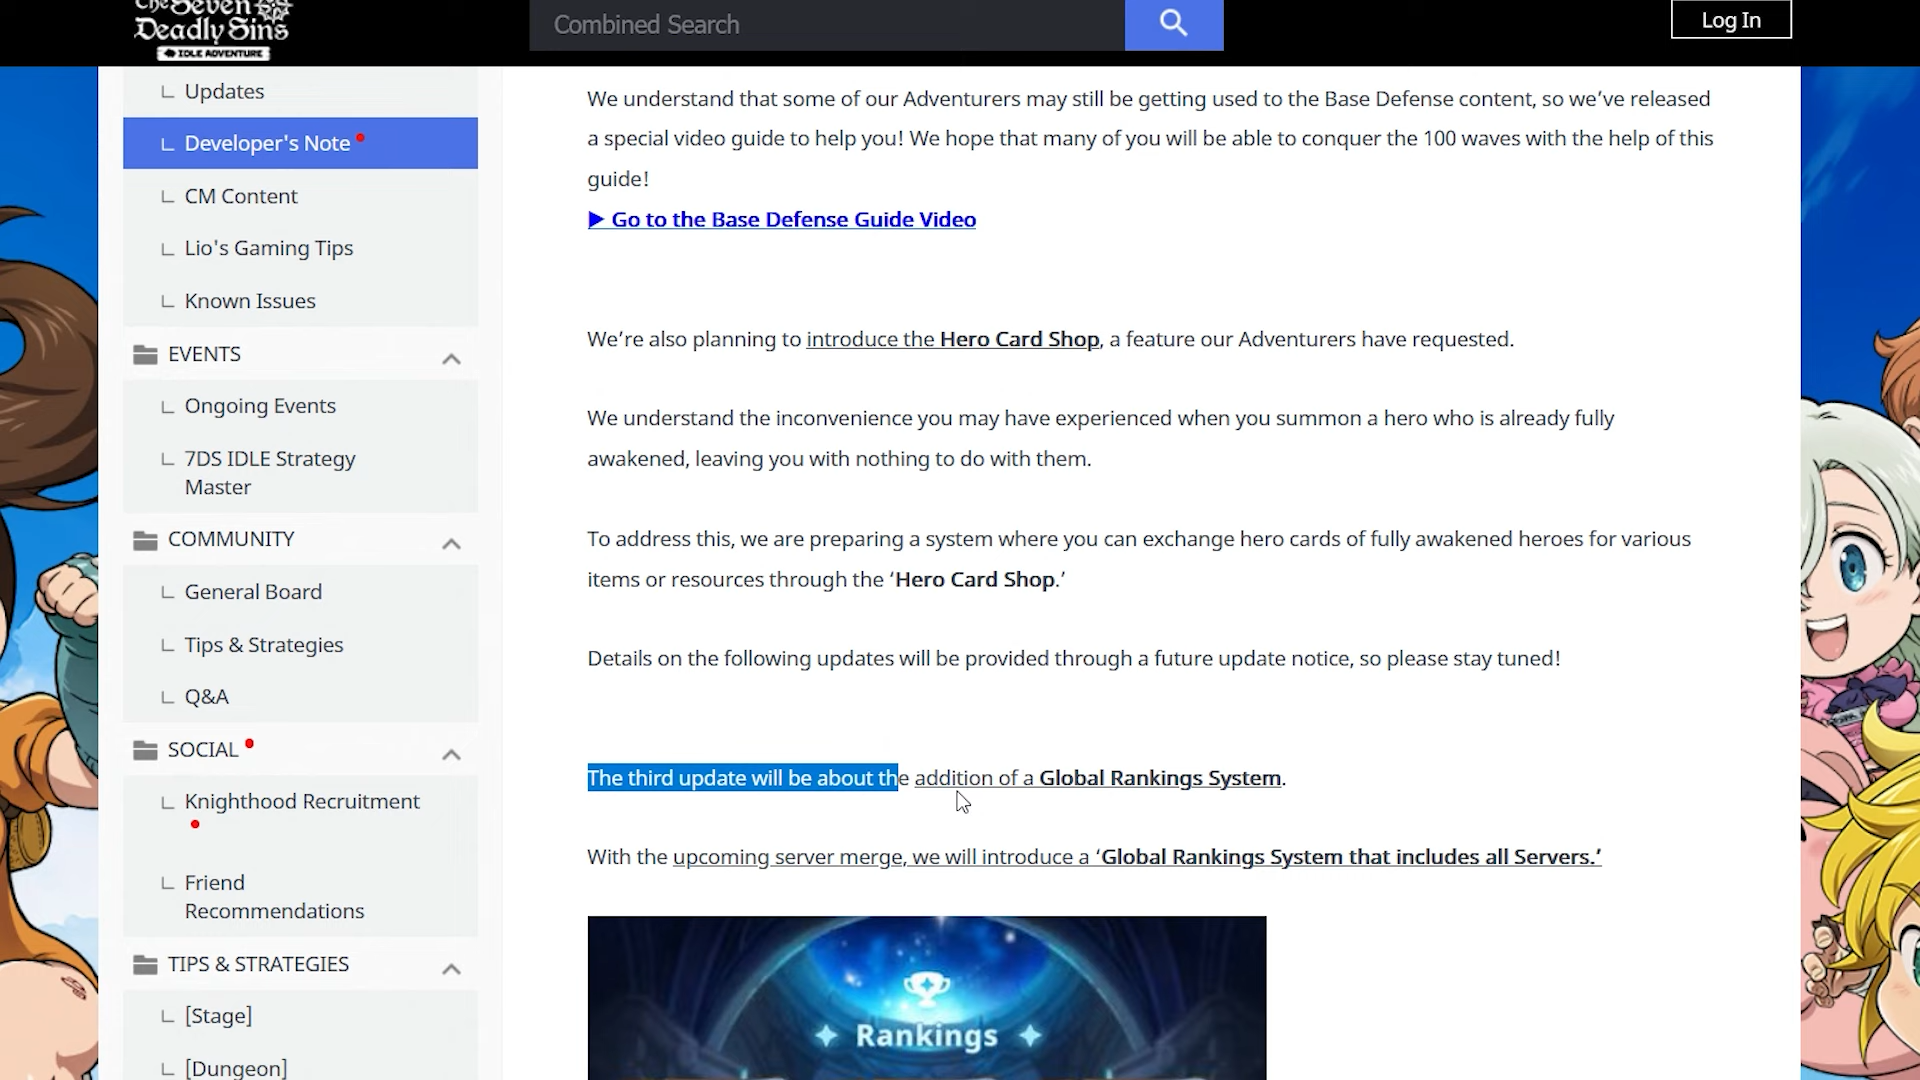 The Seven
Deadly Sins
IDLE ADVENTURE
Combined Search
Log In
Updates
Developer's Note
CM Content
Lio's Gaming Tips
Known Issues
EVENTS
Ongoing Events
7DS IDLE Strategy
Master
COMMUNITY
General Board
Tips & Strategies
Q&A
SOCIAL
Knighthood Recruitment
Friend
Recommendations
TIPS & STRATEGIES
[Stage]
[Dungeon]
We understand that some of our Adventurers may still be getting used to the Base Defense content, so we’ve released
a special video guide to help you! We hope that many of you will be able to conquer the 100 waves with the help of this
guide!
▶ Go to the Base Defense Guide Video
We’re also planning to introduce the Hero Card Shop, a feature our Adventurers have requested.
We understand the inconvenience you may have experienced when you summon a hero who is already fully
awakened, leaving you with nothing to do with them.
To address this, we are preparing a system where you can exchange hero cards of fully awakened heroes for various
items or resources through the ‘Hero Card Shop.’
Details on the following updates will be provided through a future update notice, so please stay tuned!
The third update will be about the addition of a Global Rankings System.
With the upcoming server merge, we will introduce a ‘Global Rankings System that includes all Servers.’
Rankings